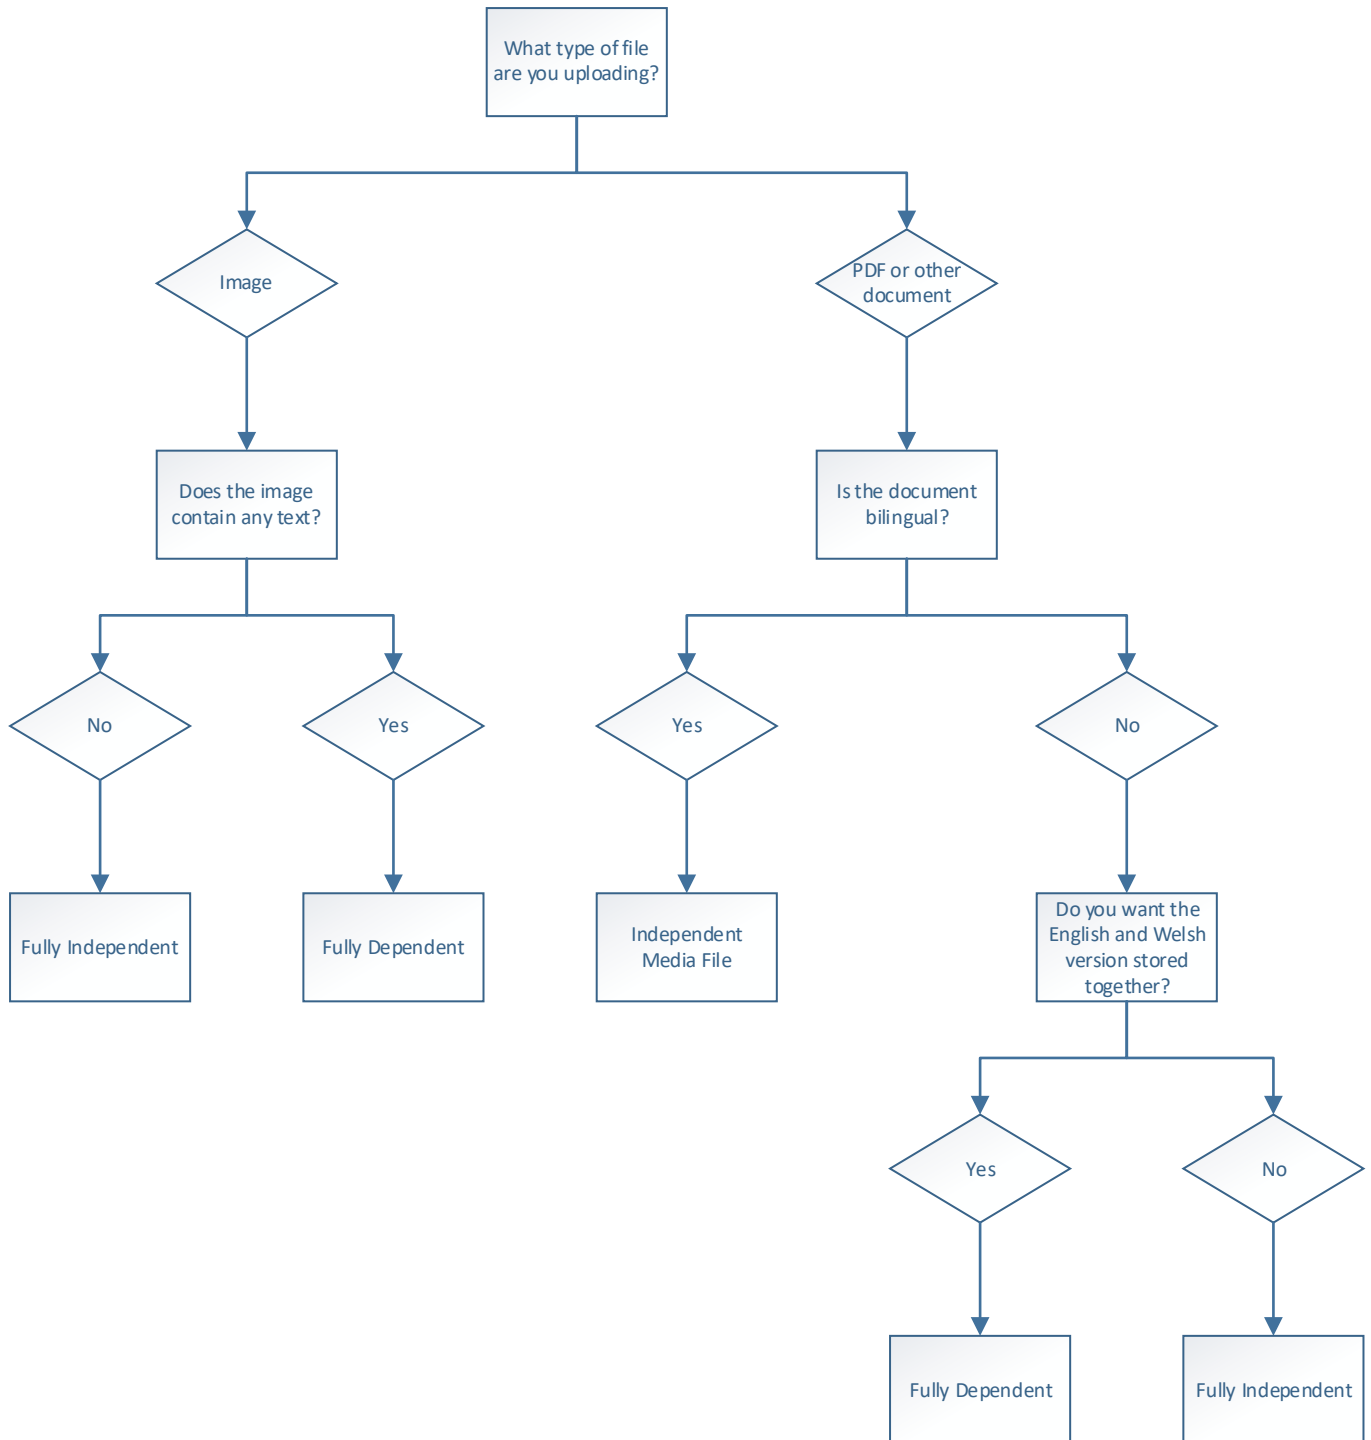 What type of file
are you uploading?
Image
PDF or other
document
Does the image
contain any text?
Is the document
bilingual?
No
Yes
Yes
No
Fully Independent
Fully Dependent
Independent
Media File
Do you want the
English and Welsh
version stored
together?
Yes
No
Fully Dependent
Fully Independent